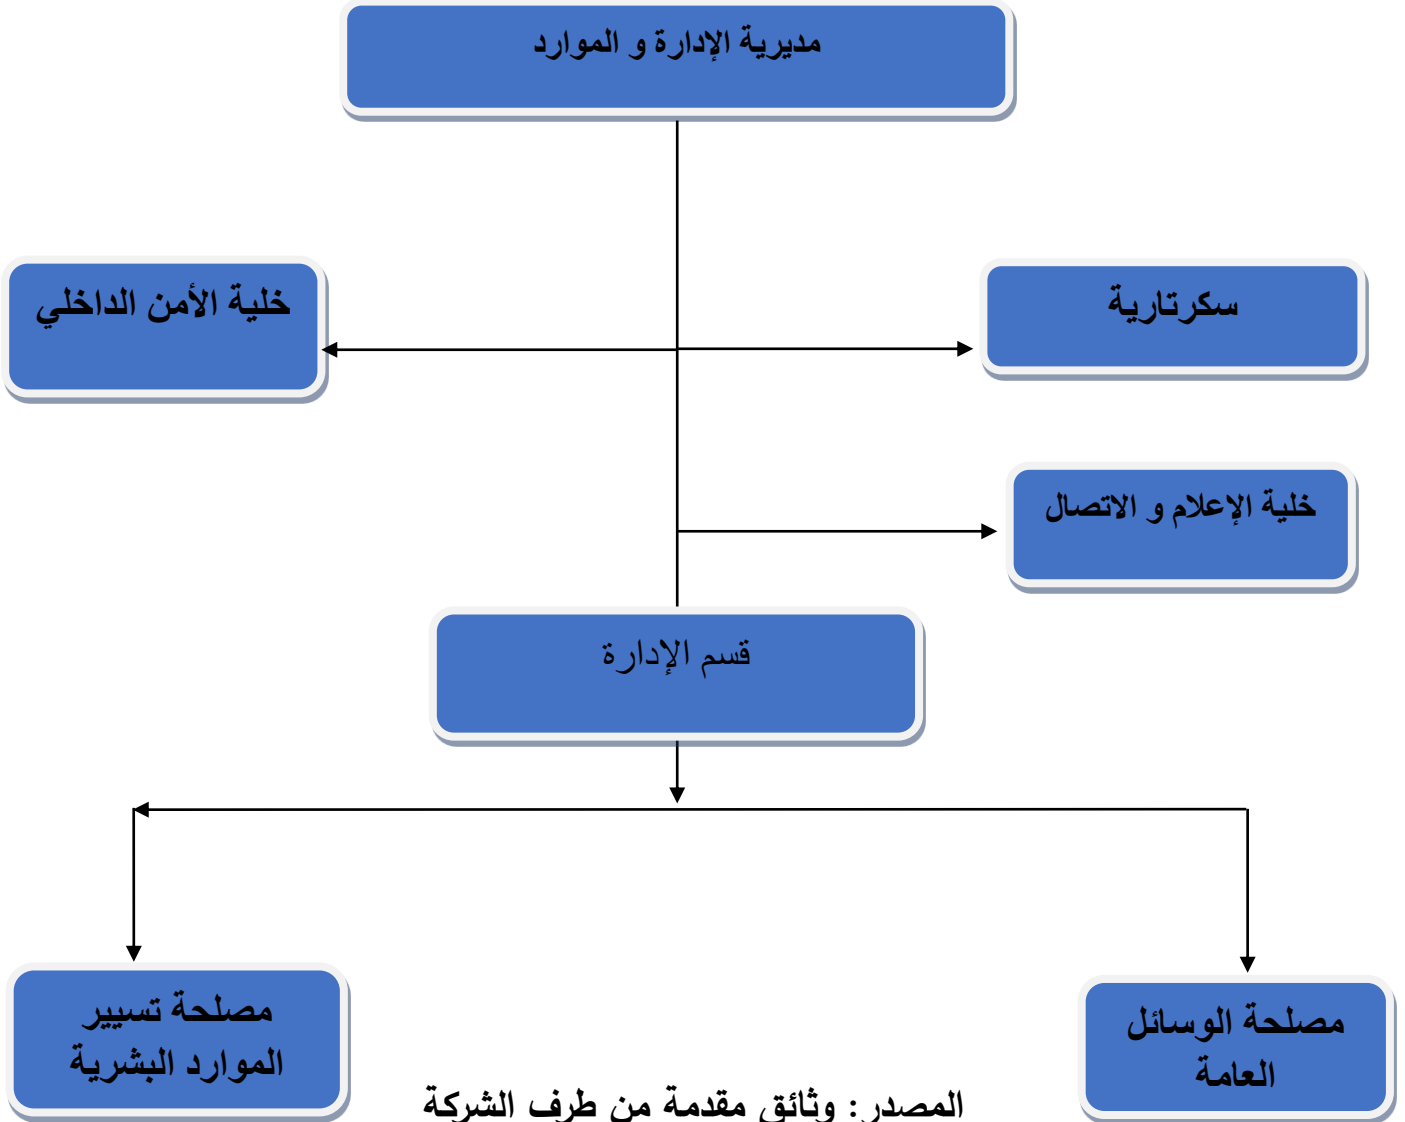 مديرية الإدارة و الموارد
سكرتارية
خلية الأمن الداخلي
خلية الإعلام و الاتصال
قسم الإدارة
مصلحة الوسائل
العامة
مصلحة تسيير
الموارد البشرية
المصدر: وثائق مقدمة من طرف الشركة